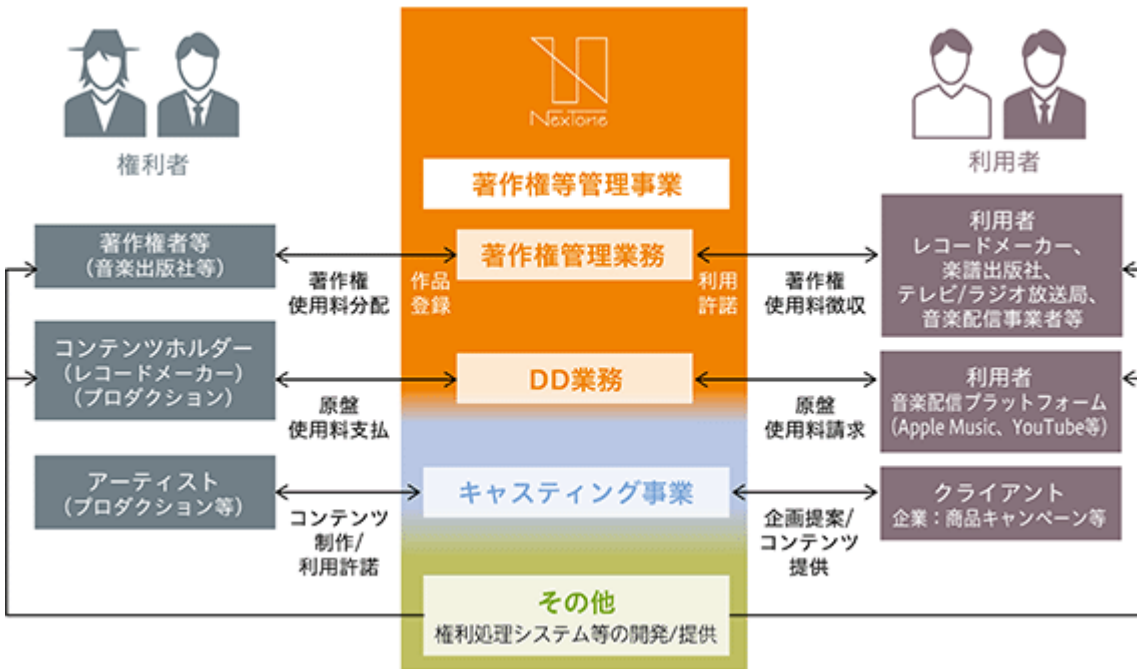 NexTone
権利者
利用者
著作権等管理事業
著作権者等
(音楽出版社等)
著作権
使用料分配
作品
登録
著作権管理業務
利用
許諾
著作権
使用料徴収
利用者
レコードメーカー、
楽譜出版社、
テレビ/ラジオ放送局、
音楽配信事業者等
コンテンツホルダー
(レコードメーカー)
(プロダクション)
原盤
使用料支払
DD業務
原盤
使用料請求
利用者
音楽配信プラットフォーム
(Apple Music、YouTube等)
アーティスト
(プロダクション等)
コンテンツ
制作/
利用許諾
キャスティング事業
企画提案/
コンテンツ
提供
クライアント
企業：商品キャンペーン等
その他
権利処理システム等の開発/提供